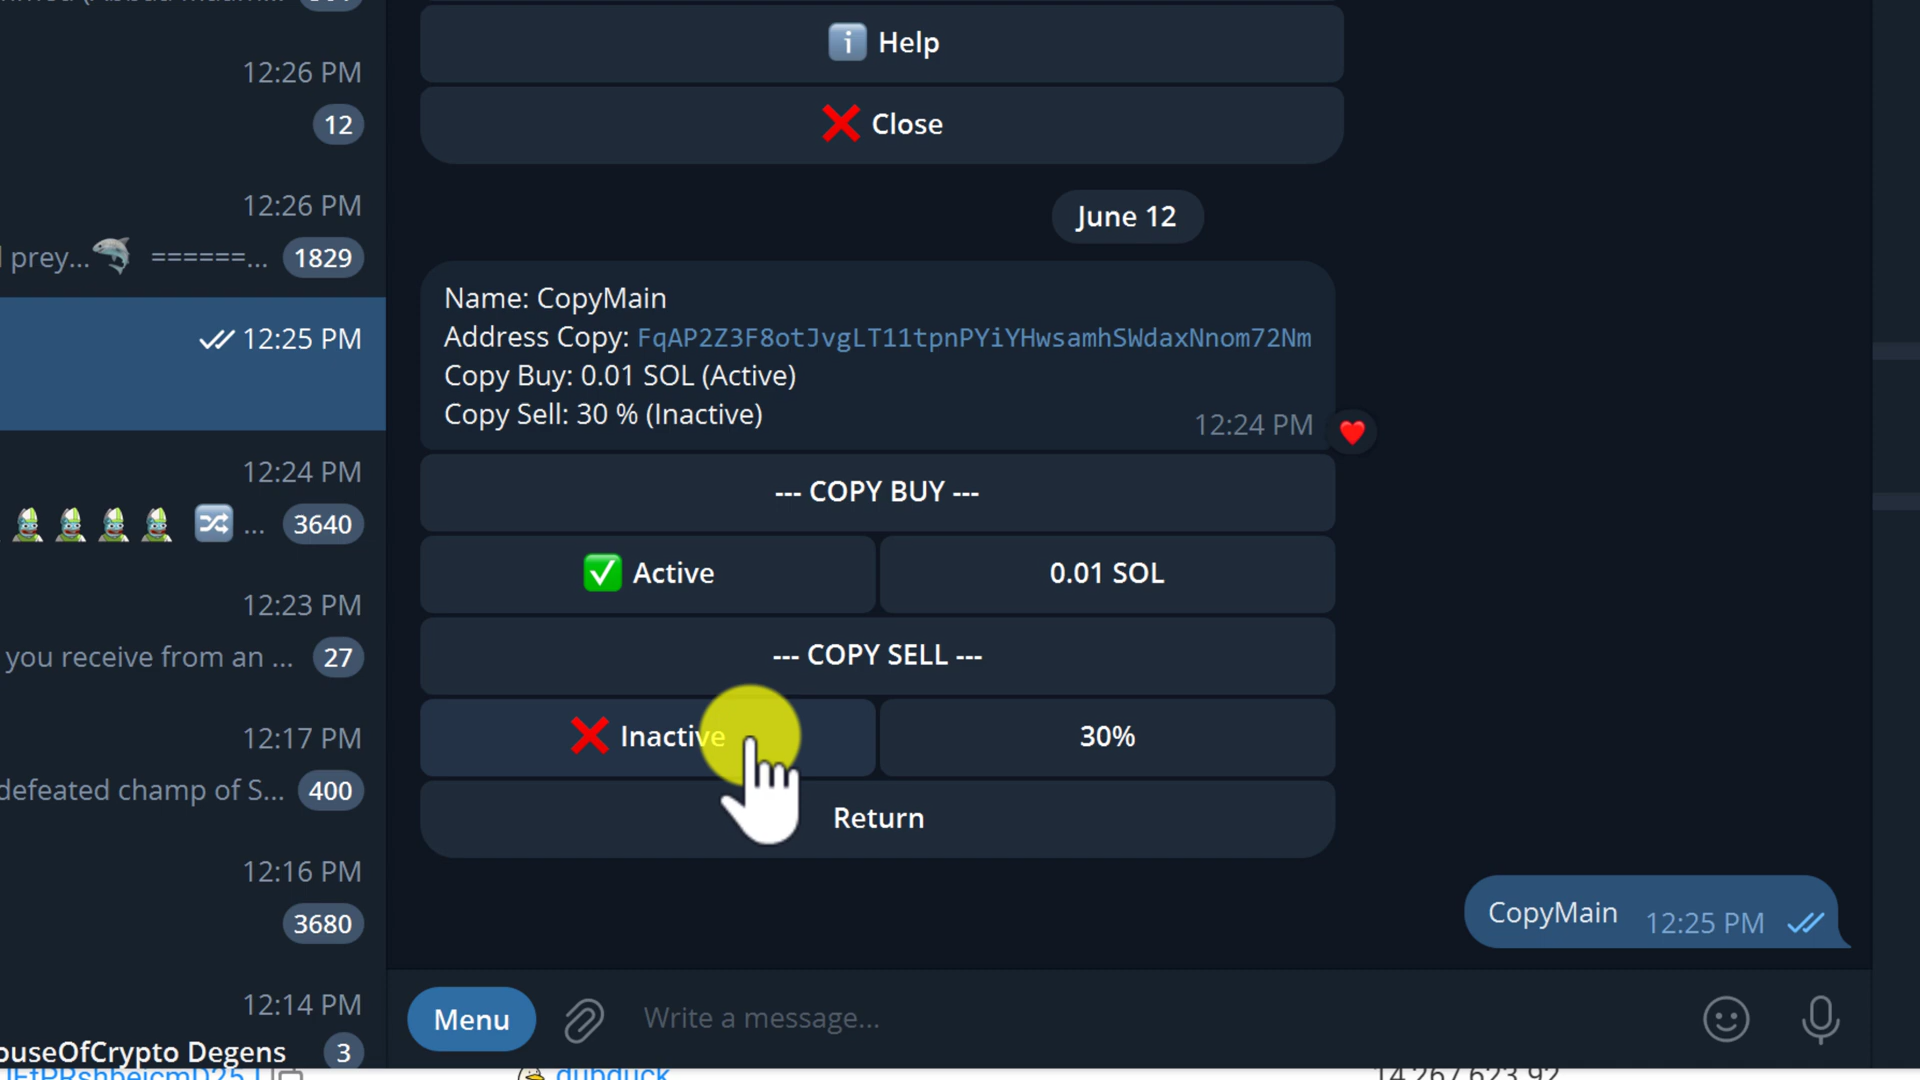 12:26 PM
12
12:26 PM
prey... ======... 1829
12:25 PM
12:24 PM
... 3640
12:23 PM
you receive from an ... 27
12:17 PM
defeated champ of S... 400
12:16 PM
3680
12:14 PM
ouseOfCrypto Degens 3
Help
Close
June 12
Name: CopyMain
Address Copy: FqAP2Z3F8otJvgLT11tpnPYiYHwsamhSWdaxNnom72Nm
Copy Buy: 0.01 SOL (Active)
Copy Sell: 30 % (Inactive)
12:24 PM
--- COPY BUY ---
Active 0.01 SOL
--- COPY SELL ---
Inactive 30%
Return
CopyMain 12:25 PM
Menu Write a message...
dubduck